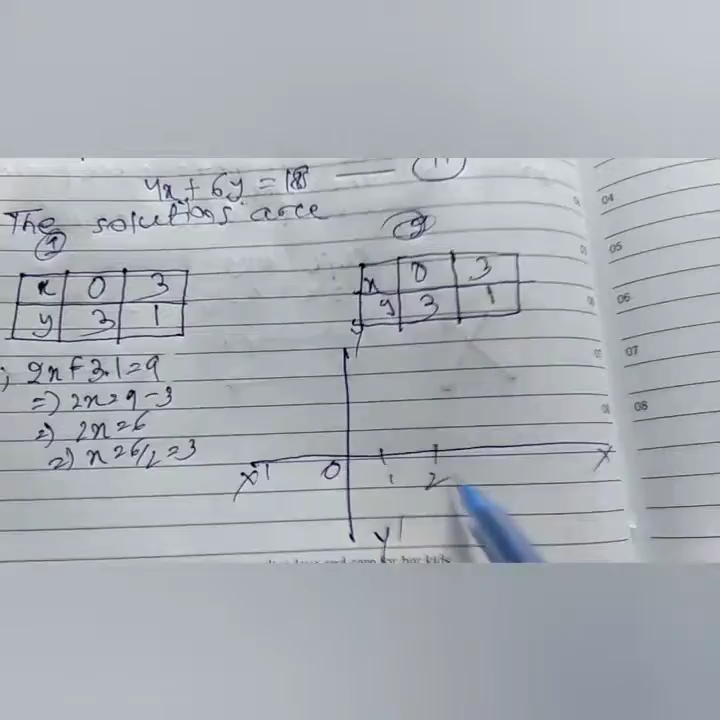 4x + 6y = 18
The solutions are
① ②
x 0 3
y 3 1
x 0 3
y 3 1
2x + 3.1 = 9
=) 2x = 9 - 3
=) 2x = 6
=) x = 6/2 = 3
y
x' 0 1 2 x
y'
04
05
06
07
08